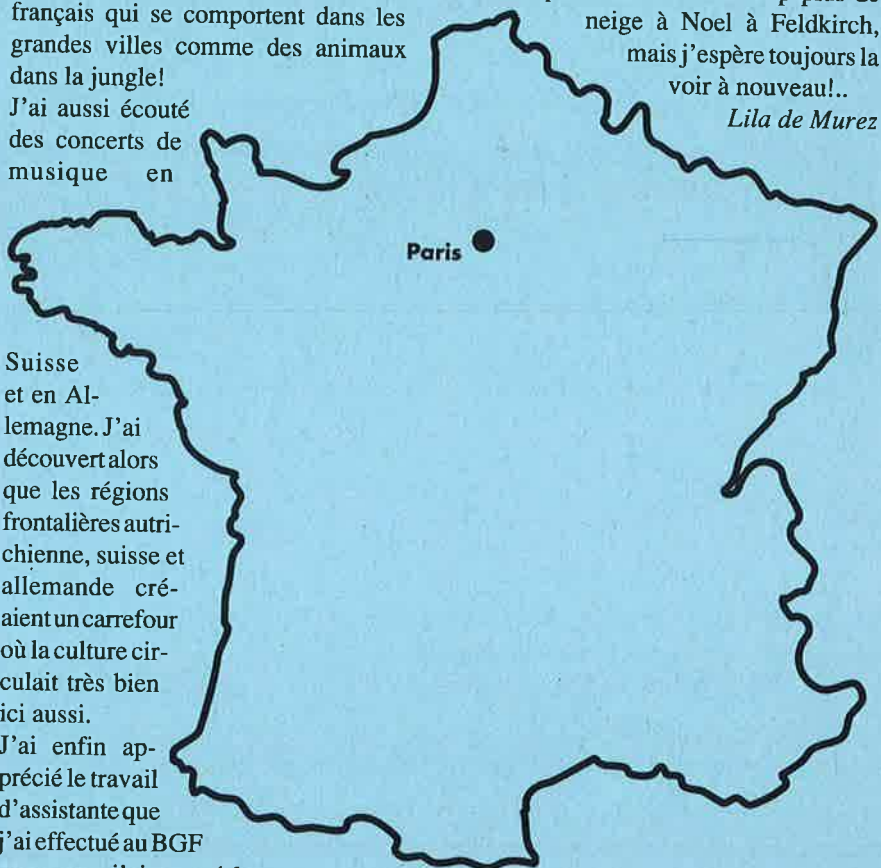 français qui se comportent dans les
grandes villes comme des animaux
dans la jungle!
J'ai aussi écouté
des concerts de
musique en
Suisse
et en Al-
lemagne. J'ai
découvert alors
que les régions
frontalières autri-
chienne, suisse et
allemande cré-
aient un carrefour
où la culture cir-
culait très bien
ici aussi.
J'ai enfin ap-
précié le travail
d'assistante que
j'ai effectué au BGF
Paris
neige à Noel à Feldkirch,
mais j'espère toujours la
voir à nouveau!..
Lila de Murez